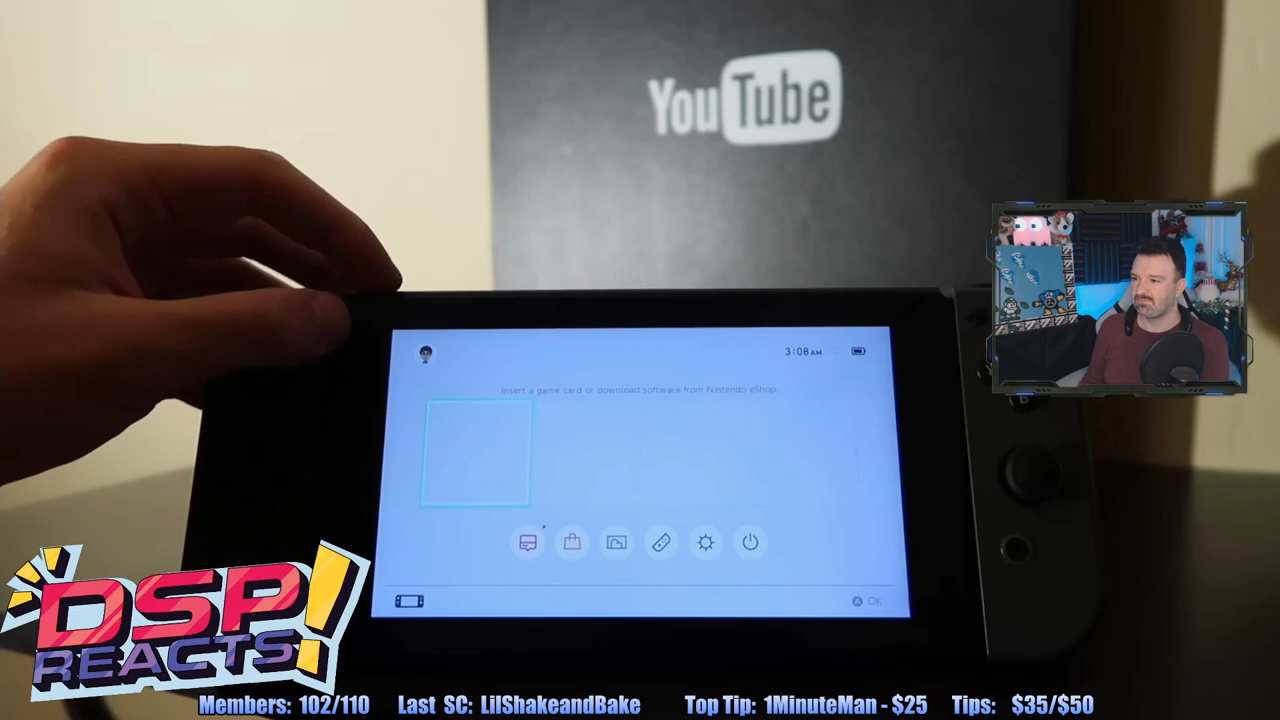 YouTube
3:08 AM
Insert a game card or download software from Nintendo eShop.
B
A OK
DSP!
REACTS
Members: 102/110 Last SC: LilShakeandBake Top Tip: 1MinuteMan - $25 Tips: $35/$50